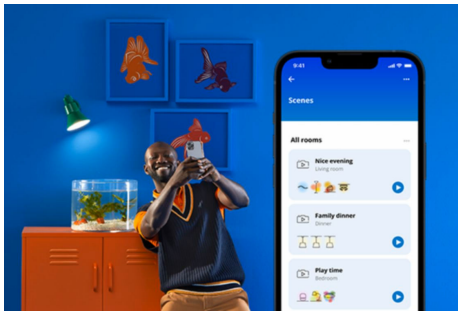 9:41
Scenes
All rooms
Nice evening
Living room
Family dinner
Dinner
Play time
Bedroom